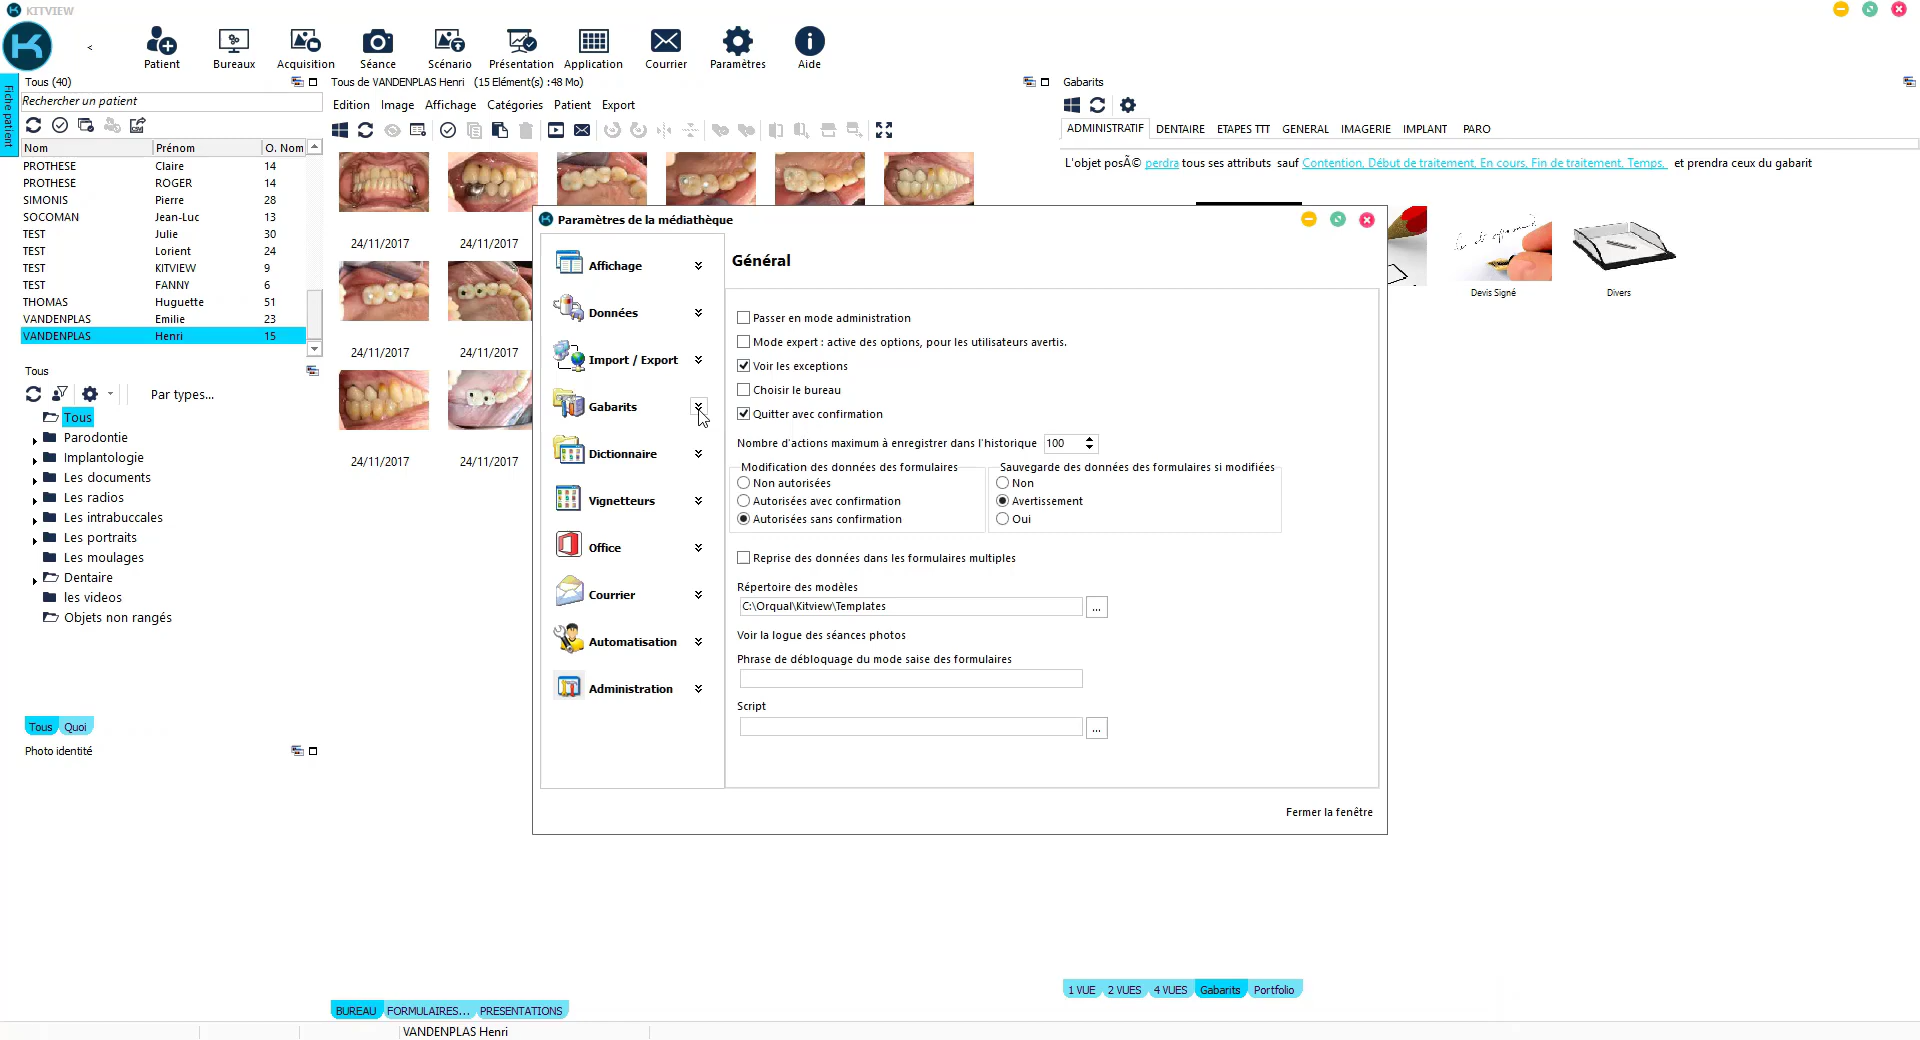 KITVIEW
<
Patient
Bureaux
Acquisition
Séance
Scénario
Présentation
Application
Courrier
Paramètres
Aide
Fiche patient
Tous (40)
Rechercher un patient
Nom Prénom O. Nom
PROTHESE Claire 14
PROTHESE ROGER 14
SIMONIS Pierre 28
SOCOMAN Jean-Luc 13
TEST Julie 30
TEST Lorient 24
TEST KITVIEW 9
TEST FANNY 6
THOMAS Huguette 51
VANDENPLAS Emilie 23
VANDENPLAS Henri 15
Tous
Par types...
Tous
Parodontie
Implantologie
Les documents
Les radios
Les intrabuccales
Les portraits
Les moulages
Dentaire
les videos
Objets non rangés
Tous Quoi
Photo identité
Tous de VANDENPLAS Henri (15 Elément(s) :48 Mo)
Edition Image Affichage Catégories Patient Export
24/11/2017 24/11/2017
24/11/2017 24/11/2017
24/11/2017 24/11/2017
BUREAU FORMULAIRES... PRESENTATIONS
VANDENPLAS Henri
Paramètres de la médiathèque
Affichage
Données
Import / Export
Gabarits
Dictionnaire
Vignetteurs
Office
Courrier
Automatisation
Administration
Général
Passer en mode administration
Mode expert : active des options, pour les utilisateurs avertis.
Voir les exceptions
Choisir le bureau
Quitter avec confirmation
Nombre d'actions maximum à enregistrer dans l'historique 100
Modification des données des formulaires
Non autorisées
Autorisées avec confirmation
Autorisées sans confirmation
Sauvegarde des données des formulaires si modifiées
Non
Avertissement
Oui
Reprise des données dans les formulaires multiples
Répertoire des modèles
C:\Orqual\Kitview\Templates ...
Voir la logue des séances photos
Phrase de débloquage du mode saise des formulaires
Script
...
Fermer la fenêtre
Gabarits
ADMINISTRATIF DENTAIRE ETAPES TTT GENERAL IMAGERIE IMPLANT PARO
L'objet posÃ© perdra tous ses attributs sauf Contention, Début de traitement, En cours, Fin de traitement, Temps, et prendra ceux du gabarit
Devis Signé
Divers
1 VUE 2 VUES 4 VUES Gabarits Portfolio